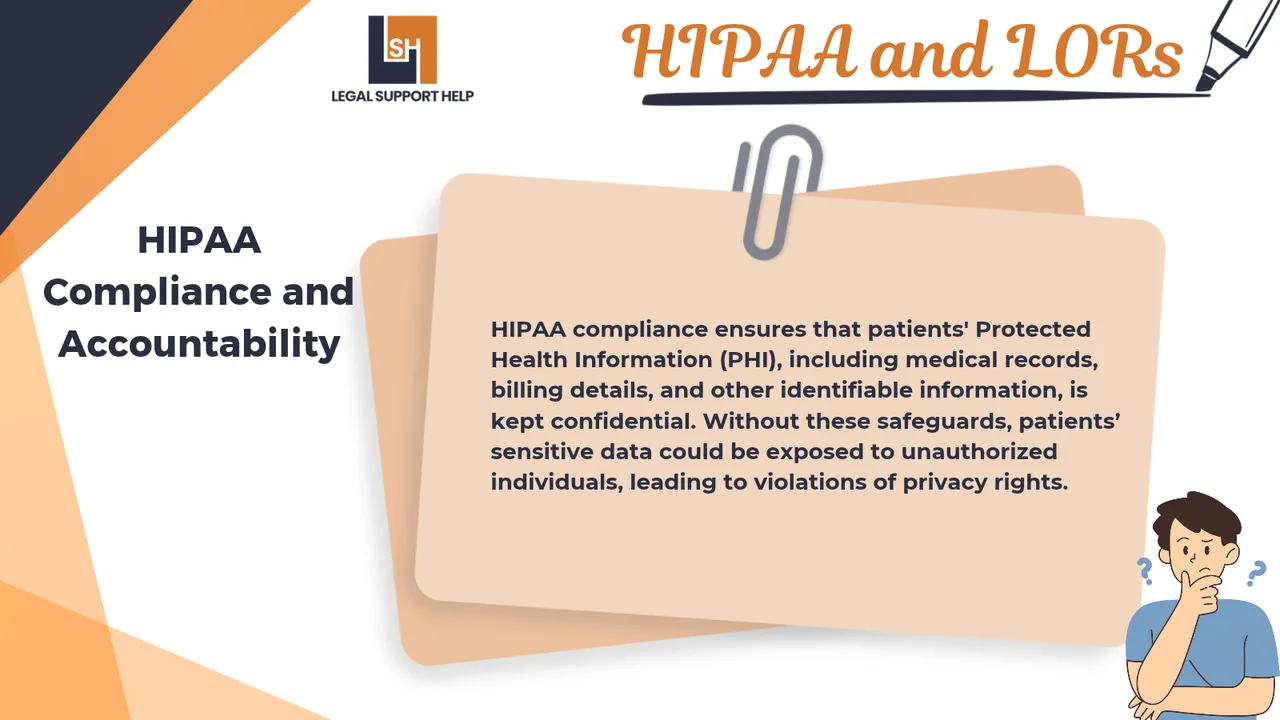 SH
LEGAL SUPPORT HELP
HIPAA and LORs
HIPAA
Compliance and
Accountability
HIPAA compliance ensures that patients' Protected
Health Information (PHI), including medical records,
billing details, and other identifiable information, is
kept confidential. Without these safeguards, patients’
sensitive data could be exposed to unauthorized
individuals, leading to violations of privacy rights.
? ?